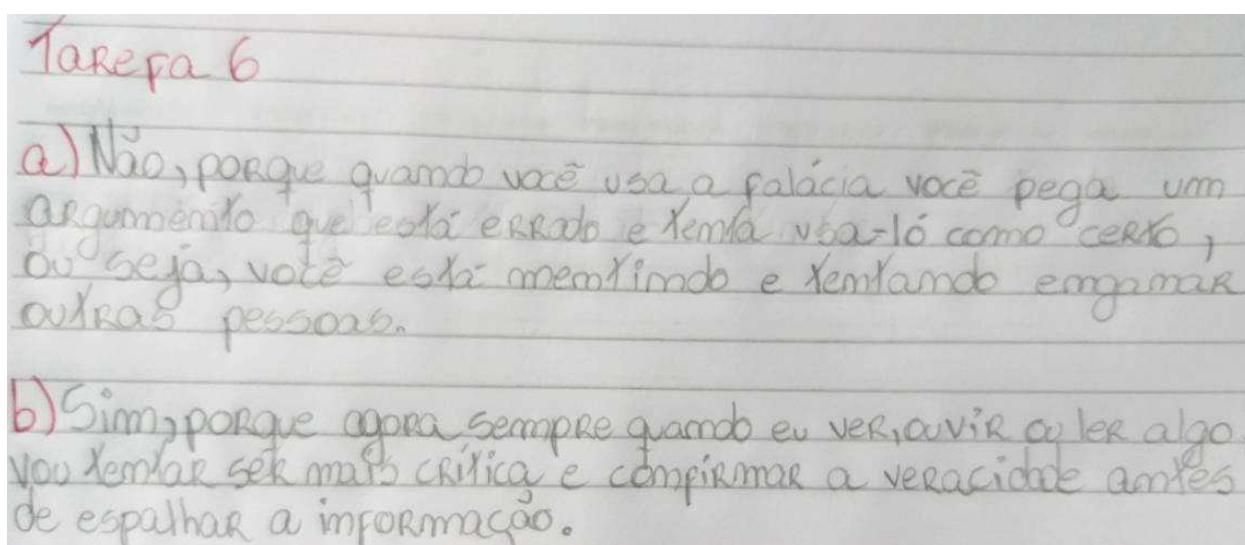 Tarefa 6
a) Não, porque quando você usa a falácia você pega um
argumento que está errado e tenta usa-ló como certo,
ou seja, você está mentindo e tentando enganar
outras pessoas.
b) Sim, porque agora sempre quando eu ver, ouvir ou ler algo
vou tentar ser mais crítica e confirmar a veracidade antes
de espalhar a informação.